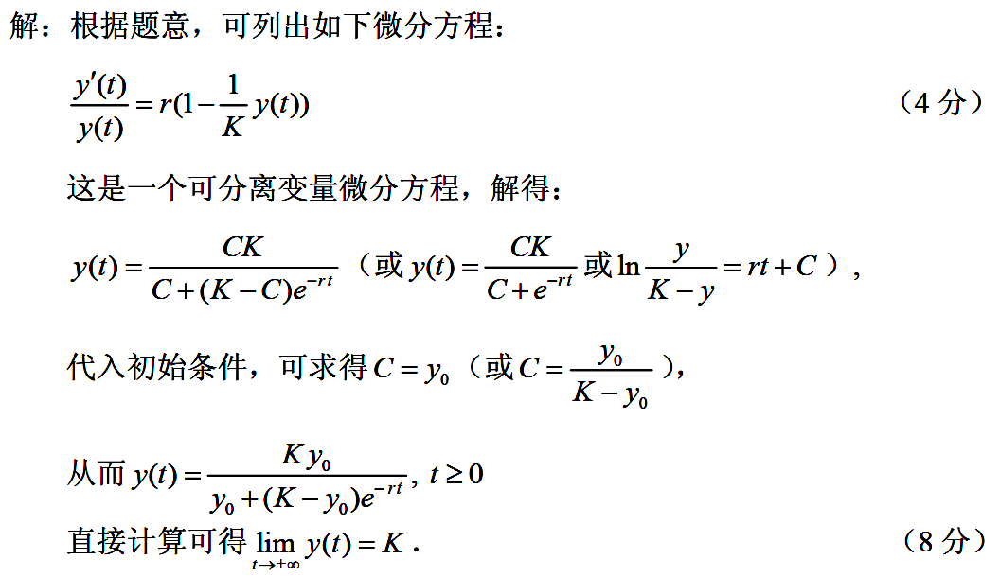 解：根据题意，可列出如下微分方程：
$\frac{y'(t)}{y(t)} = r(1 - \frac{1}{K} y(t))$ （4 分）
这是一个可分离变量微分方程，解得：
$y(t) = \frac{CK}{C + (K - C)e^{-rt}}$（或 $y(t) = \frac{CK}{C + e^{-rt}}$ 或 $\ln \frac{y}{K - y} = rt + C$），
代入初始条件，可求得 $C = y_0$（或 $C = \frac{y_0}{K - y_0}$），
从而 $y(t) = \frac{K y_0}{y_0 + (K - y_0)e^{-rt}}, t \geq 0$
直接计算可得 $\lim_{t \to +\infty} y(t) = K$． （8 分）